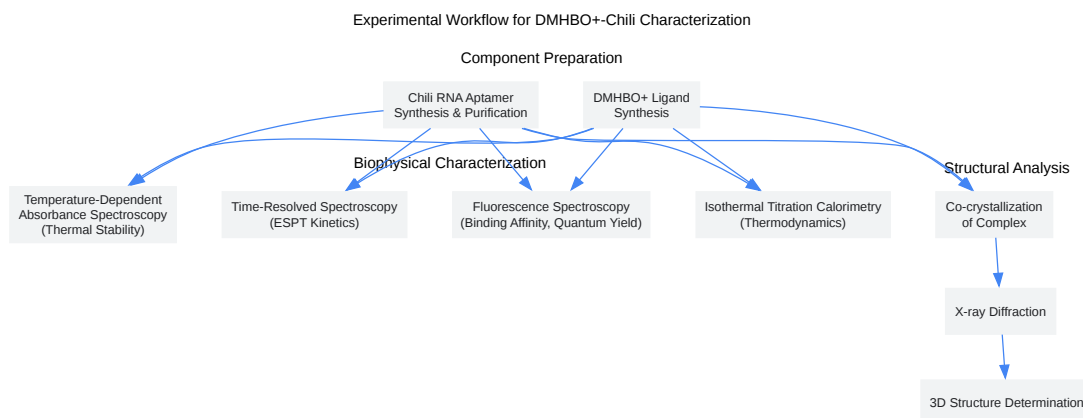 Experimental Workflow for DMHBO+-Chili Characterization
Component Preparation
Chili RNA Aptamer
Synthesis & Purification
DMHBO+ Ligand
Synthesis
Biophysical Characterization
Structural Analysis
Temperature-Dependent
Absorbance Spectroscopy
(Thermal Stability)
Time-Resolved Spectroscopy
(ESPT Kinetics)
Fluorescence Spectroscopy
(Binding Affinity, Quantum Yield)
Isothermal Titration Calorimetry
(Thermodynamics)
Co-crystallization
of Complex
X-ray Diffraction
3D Structure Determination